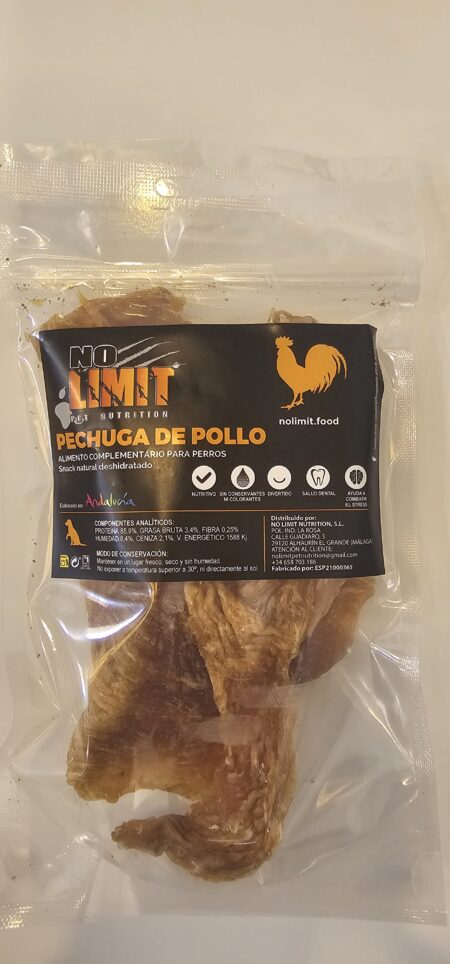 NO
LIMIT
PET NUTRITION
nolimit.food
PECHUGA DE POLLO
ALIMENTO COMPLEMENTARIO PARA PERROS
Snack natural deshidratado
NUTRITIVO
SIN CONSERVANTES
NI COLORANTES
DIVERTIDO
SALUD DENTAL
AYUDA A
COMBATIR
EL STRESS
Elaborado en: Andalucía
COMPONENTES ANALÍTICOS:
PROTEINA 85,9%, GRASA BRUTA 3,4%, FIBRA 0,25%
HUMEDAD 8,4%, CENIZA 2,1%, V. ENERGÉTICO 1588 Kj.
MODO DE CONSERVACIÓN:
Mantener en un lugar fresco, seco y sin humedad.
No exponer a temperatura superior a 30º, ni directamente al sol.
Distribuido por:
NO LIMIT NUTRITION, S.L.
POL. IND. LA ROSA
CALLE GUADIARO, 3
29120 ALHAURÍN EL GRANDE (MÁLAGA)
ATENCIÓN AL CLIENTE:
nolimitpetnutrition@gmail.com
+34 658 703 186
Fabricado por: ESP21000365